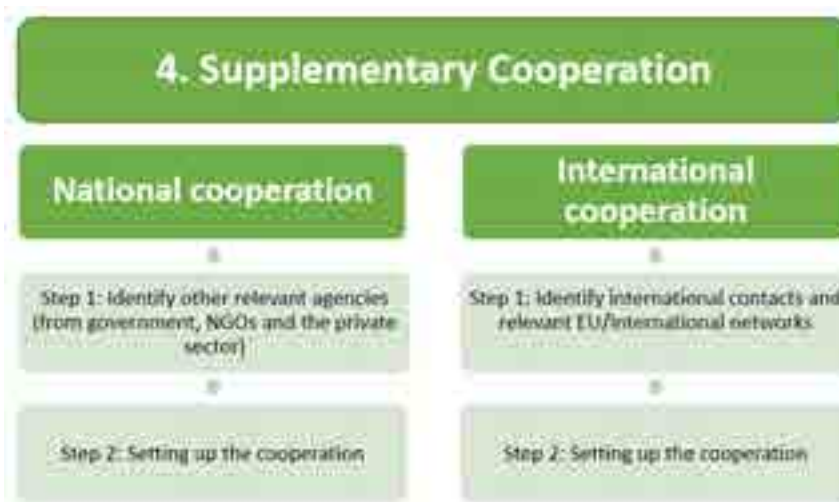 4. Supplementary Cooperation
National cooperation
Step 1: Identify other relevant agencies
(from government, NGOs and the private
sector)
Step 2: Setting up the cooperation
International
cooperation
Step 1: Identify international contacts and
relevant EU/international networks
Step 2: Setting up the cooperation